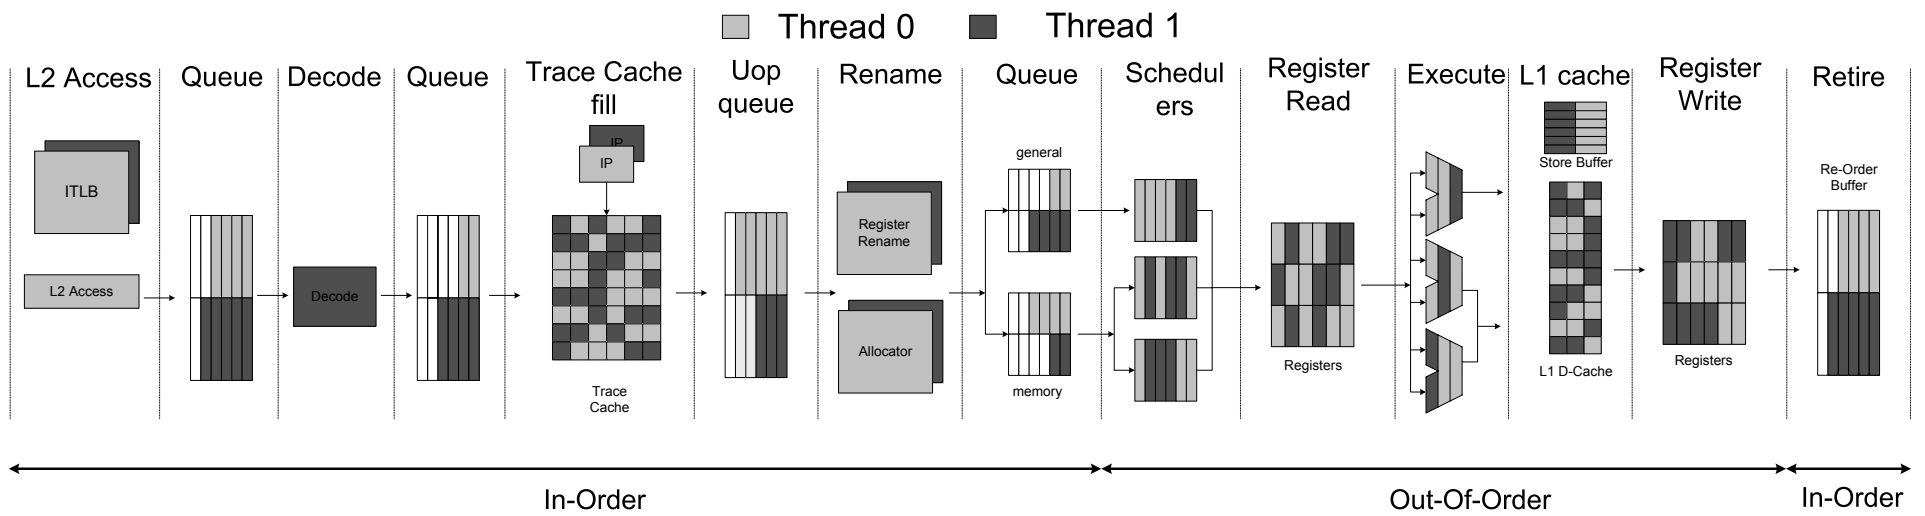 Thread 0
Thread 1
L2 Access
Queue
Decode
Queue
Trace Cache
fill
Uop
queue
Rename
Queue
Schedul
ers
Register
Read
Execute
L1 cache
Register
Write
Retire
ITLB
L2 Access
Decode
IP
IP
Trace
Cache
Register
Rename
Allocator
general
memory
Registers
Store Buffer
L1 D-Cache
Registers
Re-Order
Buffer
In-Order
Out-Of-Order
In-Order